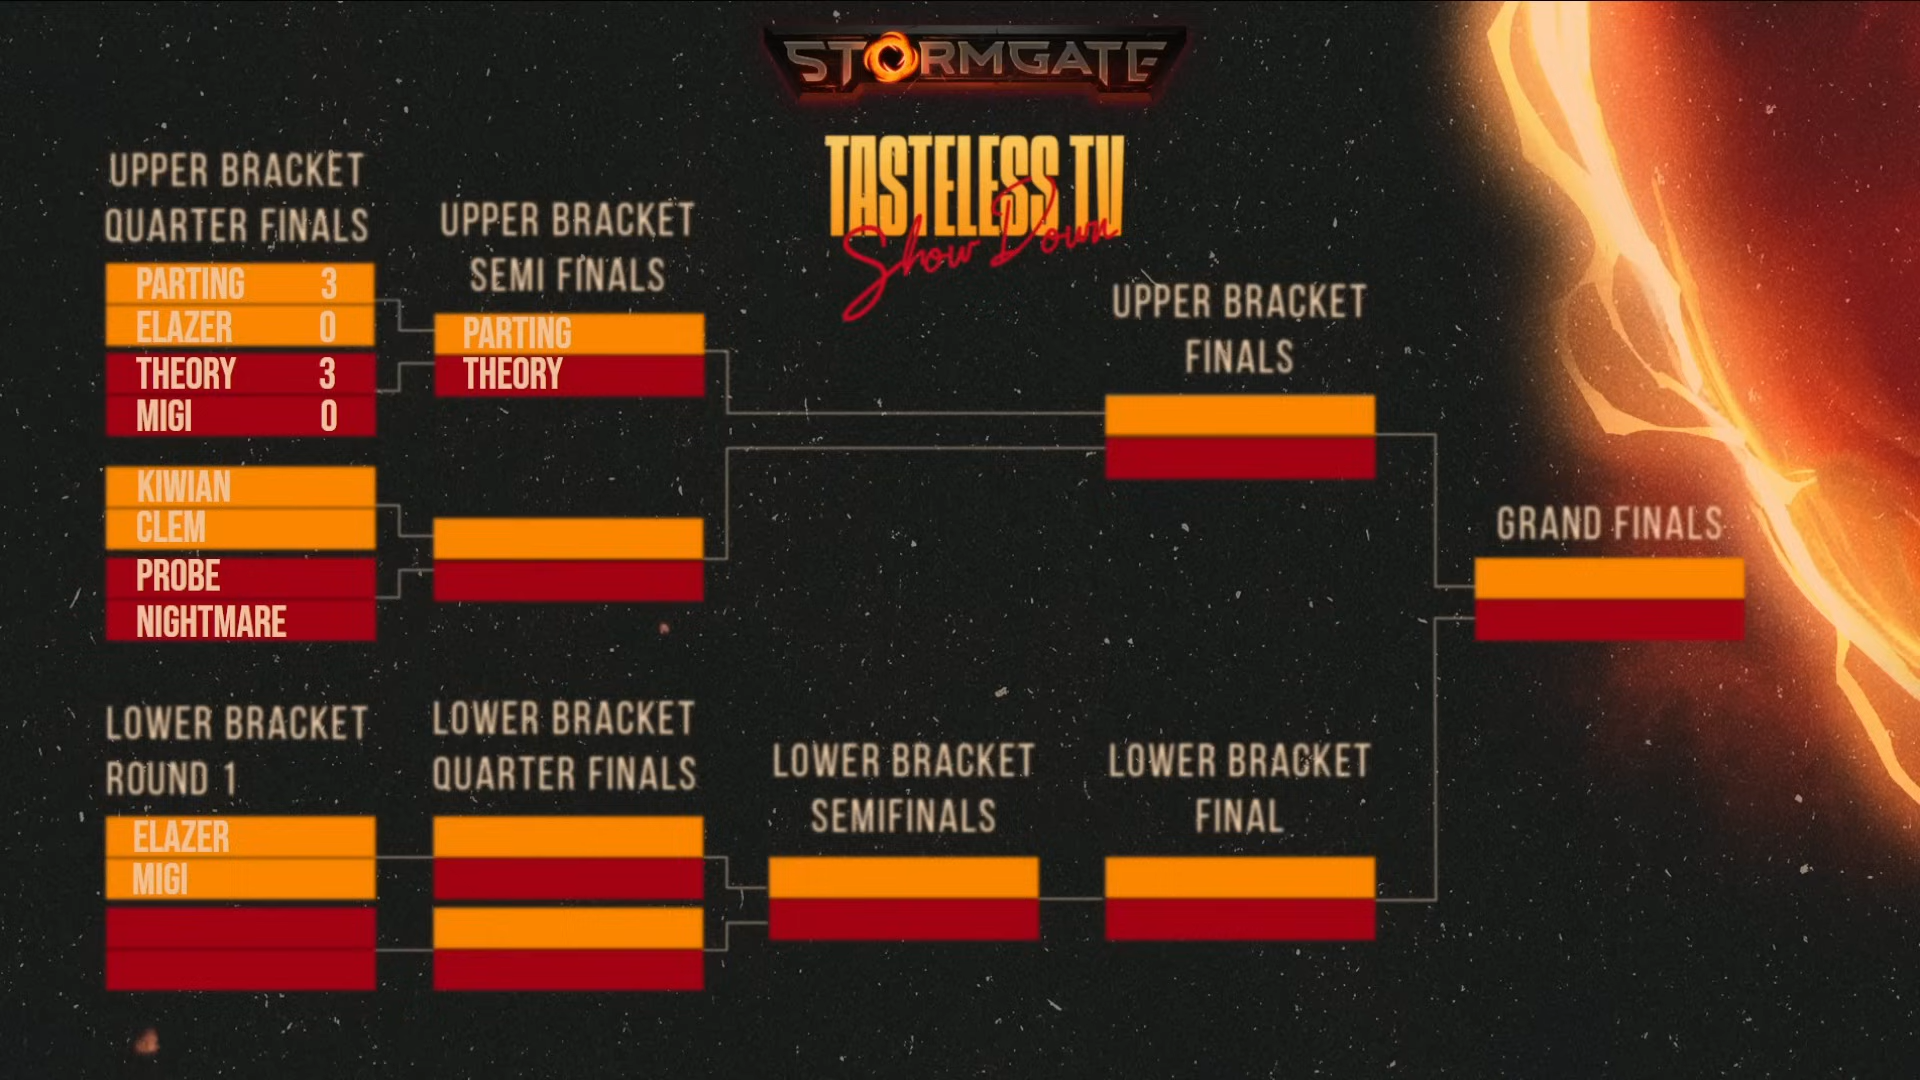 STORMGATE
TASTELESS TV
Show Down
UPPER BRACKET
QUARTER FINALS
PARTING 3
ELAZER 0
THEORY 3
MIGI 0
KIWIAN
CLEM
PROBE
NIGHTMARE
UPPER BRACKET
SEMI FINALS
PARTING
THEORY
UPPER BRACKET
FINALS
GRAND FINALS
LOWER BRACKET
ROUND 1
ELAZER
MIGI
LOWER BRACKET
QUARTER FINALS
LOWER BRACKET
SEMIFINALS
LOWER BRACKET
FINAL